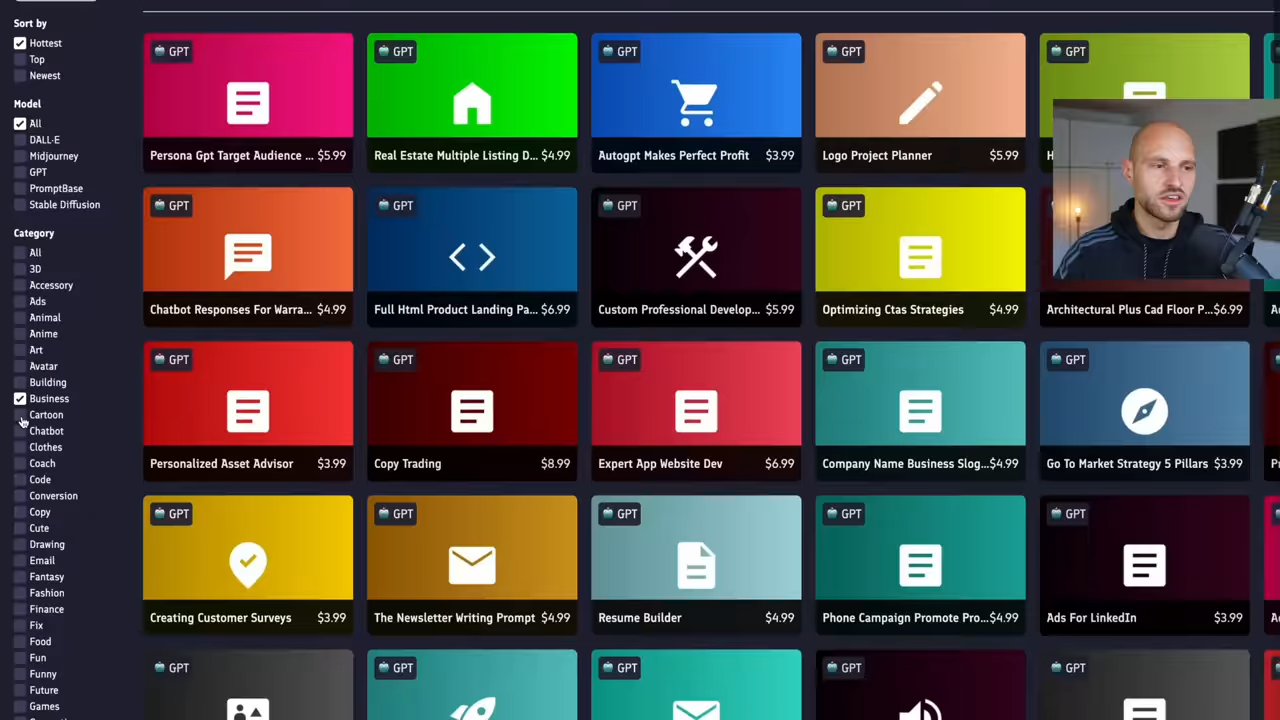 Sort by
Hottest
Top
Newest
Model
All
DALL-E
Midjourney
GPT
PromptBase
Stable Diffusion
Category
All
3D
Accessory
Ads
Animal
Anime
Art
Avatar
Building
Business
Cartoon
Chatbot
Clothes
Coach
Code
Conversion
Copy
Cute
Drawing
Email
Fantasy
Fashion
Finance
Fix
Food
Fun
Funny
Future
Games
GPT
GPT
GPT
GPT
GPT
Persona Gpt Target Audience ... $5.99
Real Estate Multiple Listing D... $4.99
Autogpt Makes Perfect Profit $3.99
Logo Project Planner $5.99
GPT
GPT
GPT
GPT
Chatbot Responses For Warra... $4.99
Full Html Product Landing Pa... $6.99
Custom Professional Develop... $5.99
Optimizing Ctas Strategies $4.99
Architectural Plus Cad Floor P... $6.99
GPT
GPT
GPT
GPT
GPT
Personalized Asset Advisor $3.99
Copy Trading $8.99
Expert App Website Dev $6.99
Company Name Business Slog... $4.99
Go To Market Strategy 5 Pillars $3.99
GPT
GPT
GPT
GPT
GPT
Creating Customer Surveys $3.99
The Newsletter Writing Prompt $4.99
Resume Builder $4.99
Phone Campaign Promote Pro... $4.99
Ads For LinkedIn $3.99
GPT
GPT
GPT
GPT
GPT